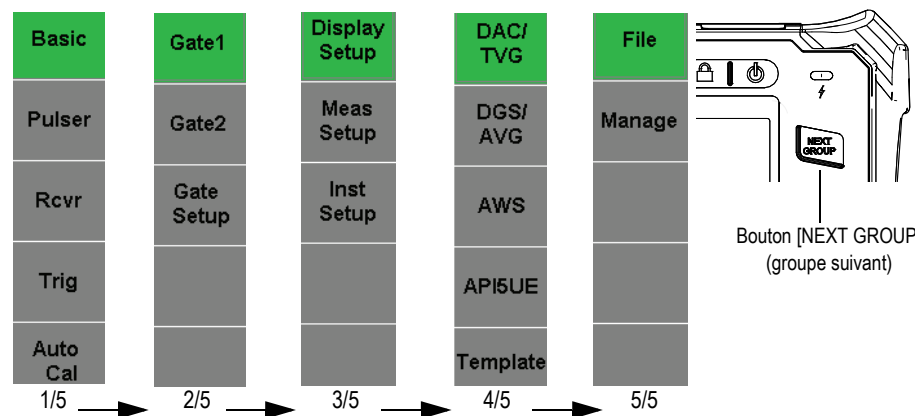 Basic
Pulser
Rcvr
Trig
Auto
Cal
1/5
Gate1
Gate2
Gate
Setup
2/5
Display
Setup
Meas
Setup
Inst
Setup
3/5
DAC/
TVG
DGS/
AVG
AWS
API5UE
Template
4/5
File
Manage
5/5
NEXT
GROUP
Bouton [NEXT GROUP
(groupe suivant)